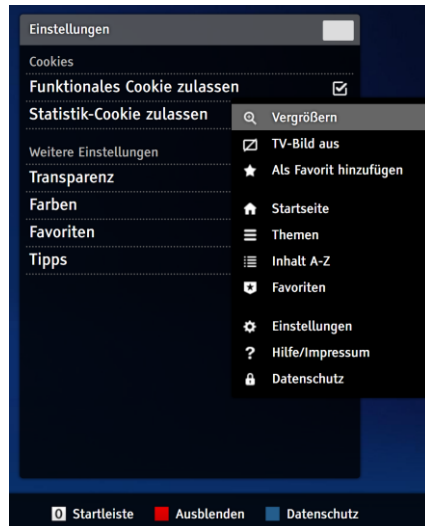 Einstellungen
Cookies
Funktionales Cookie zulassen
Statistik-Cookie zulassen
Weitere Einstellungen
Transparenz
Farben
Favoriten
Tipps
Vergrößern
TV-Bild aus
Als Favorit hinzufügen
Startseite
Themen
Inhalt A-Z
Favoriten
Einstellungen
? Hilfe/Impressum
Datenschutz
0 Startleiste Ausblenden Datenschutz